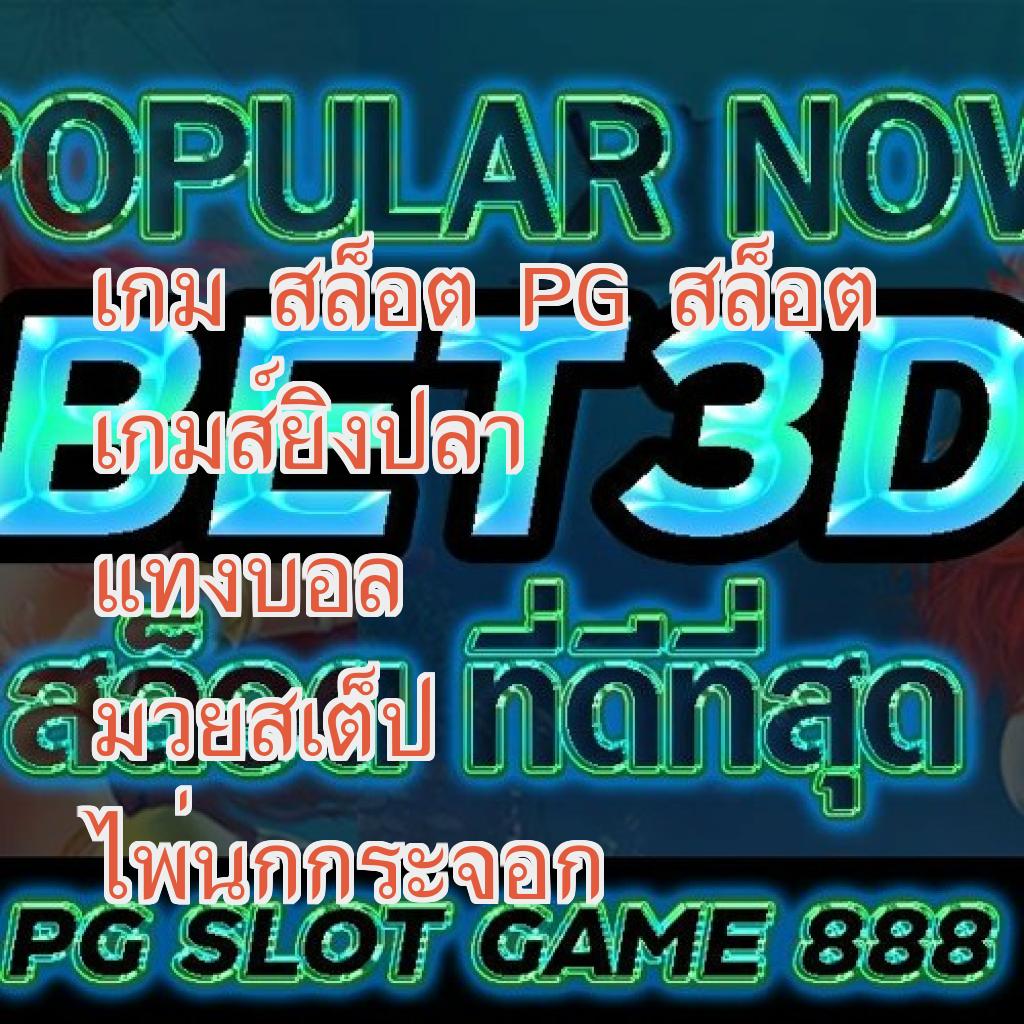 POPULAR NOW
เกม สล็อต PG สล็อต
BET3D
เกมส์ยิงปลา
แทงบอล
สล็อต ที่ดีที่สุด
มวยสเต็ป
ไพ่นกกระจอก
PG SLOT GAME 888